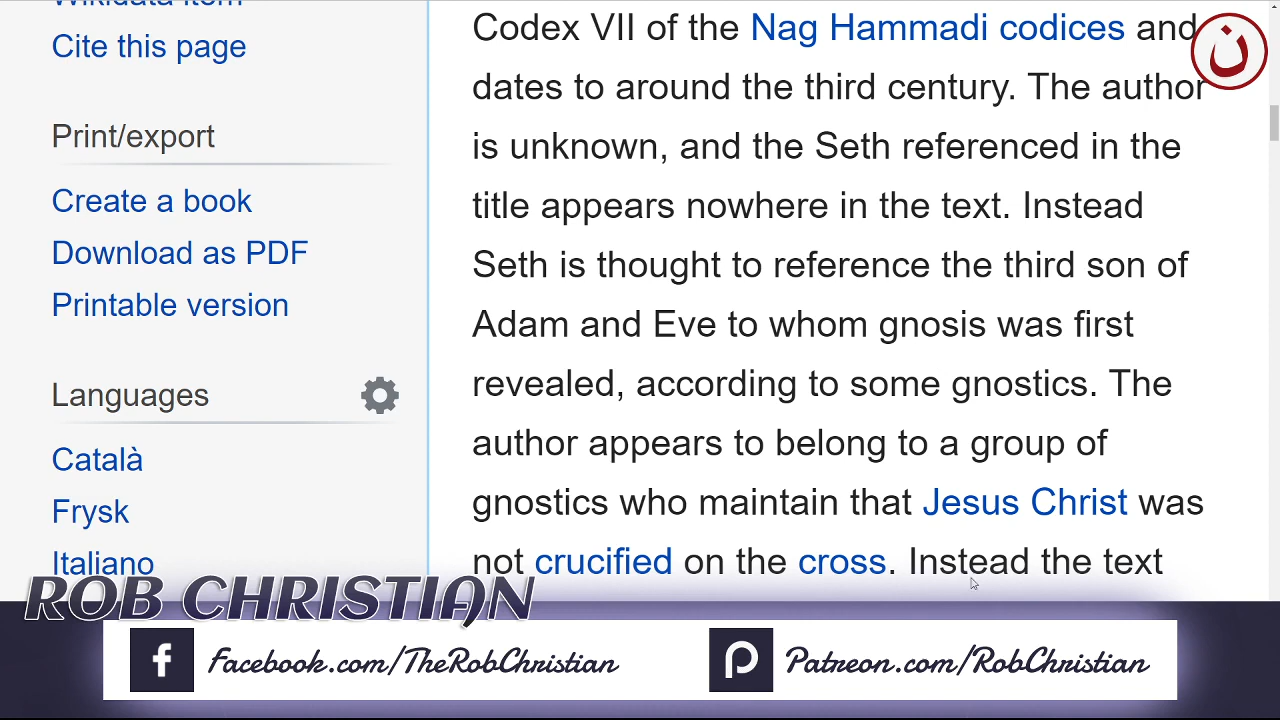 Cite this page
Print/export
Create a book
Download as PDF
Printable version
Languages
Català
Frysk
Italiano
Codex VII of the Nag Hammadi codices and
dates to around the third century. The author
is unknown, and the Seth referenced in the
title appears nowhere in the text. Instead
Seth is thought to reference the third son of
Adam and Eve to whom gnosis was first
revealed, according to some gnostics. The
author appears to belong to a group of
gnostics who maintain that Jesus Christ was
not crucified on the cross. Instead the text
ن
ROB CHRISTIAN
Facebook.com/TheRobChristian
Patreon.com/RobChristian